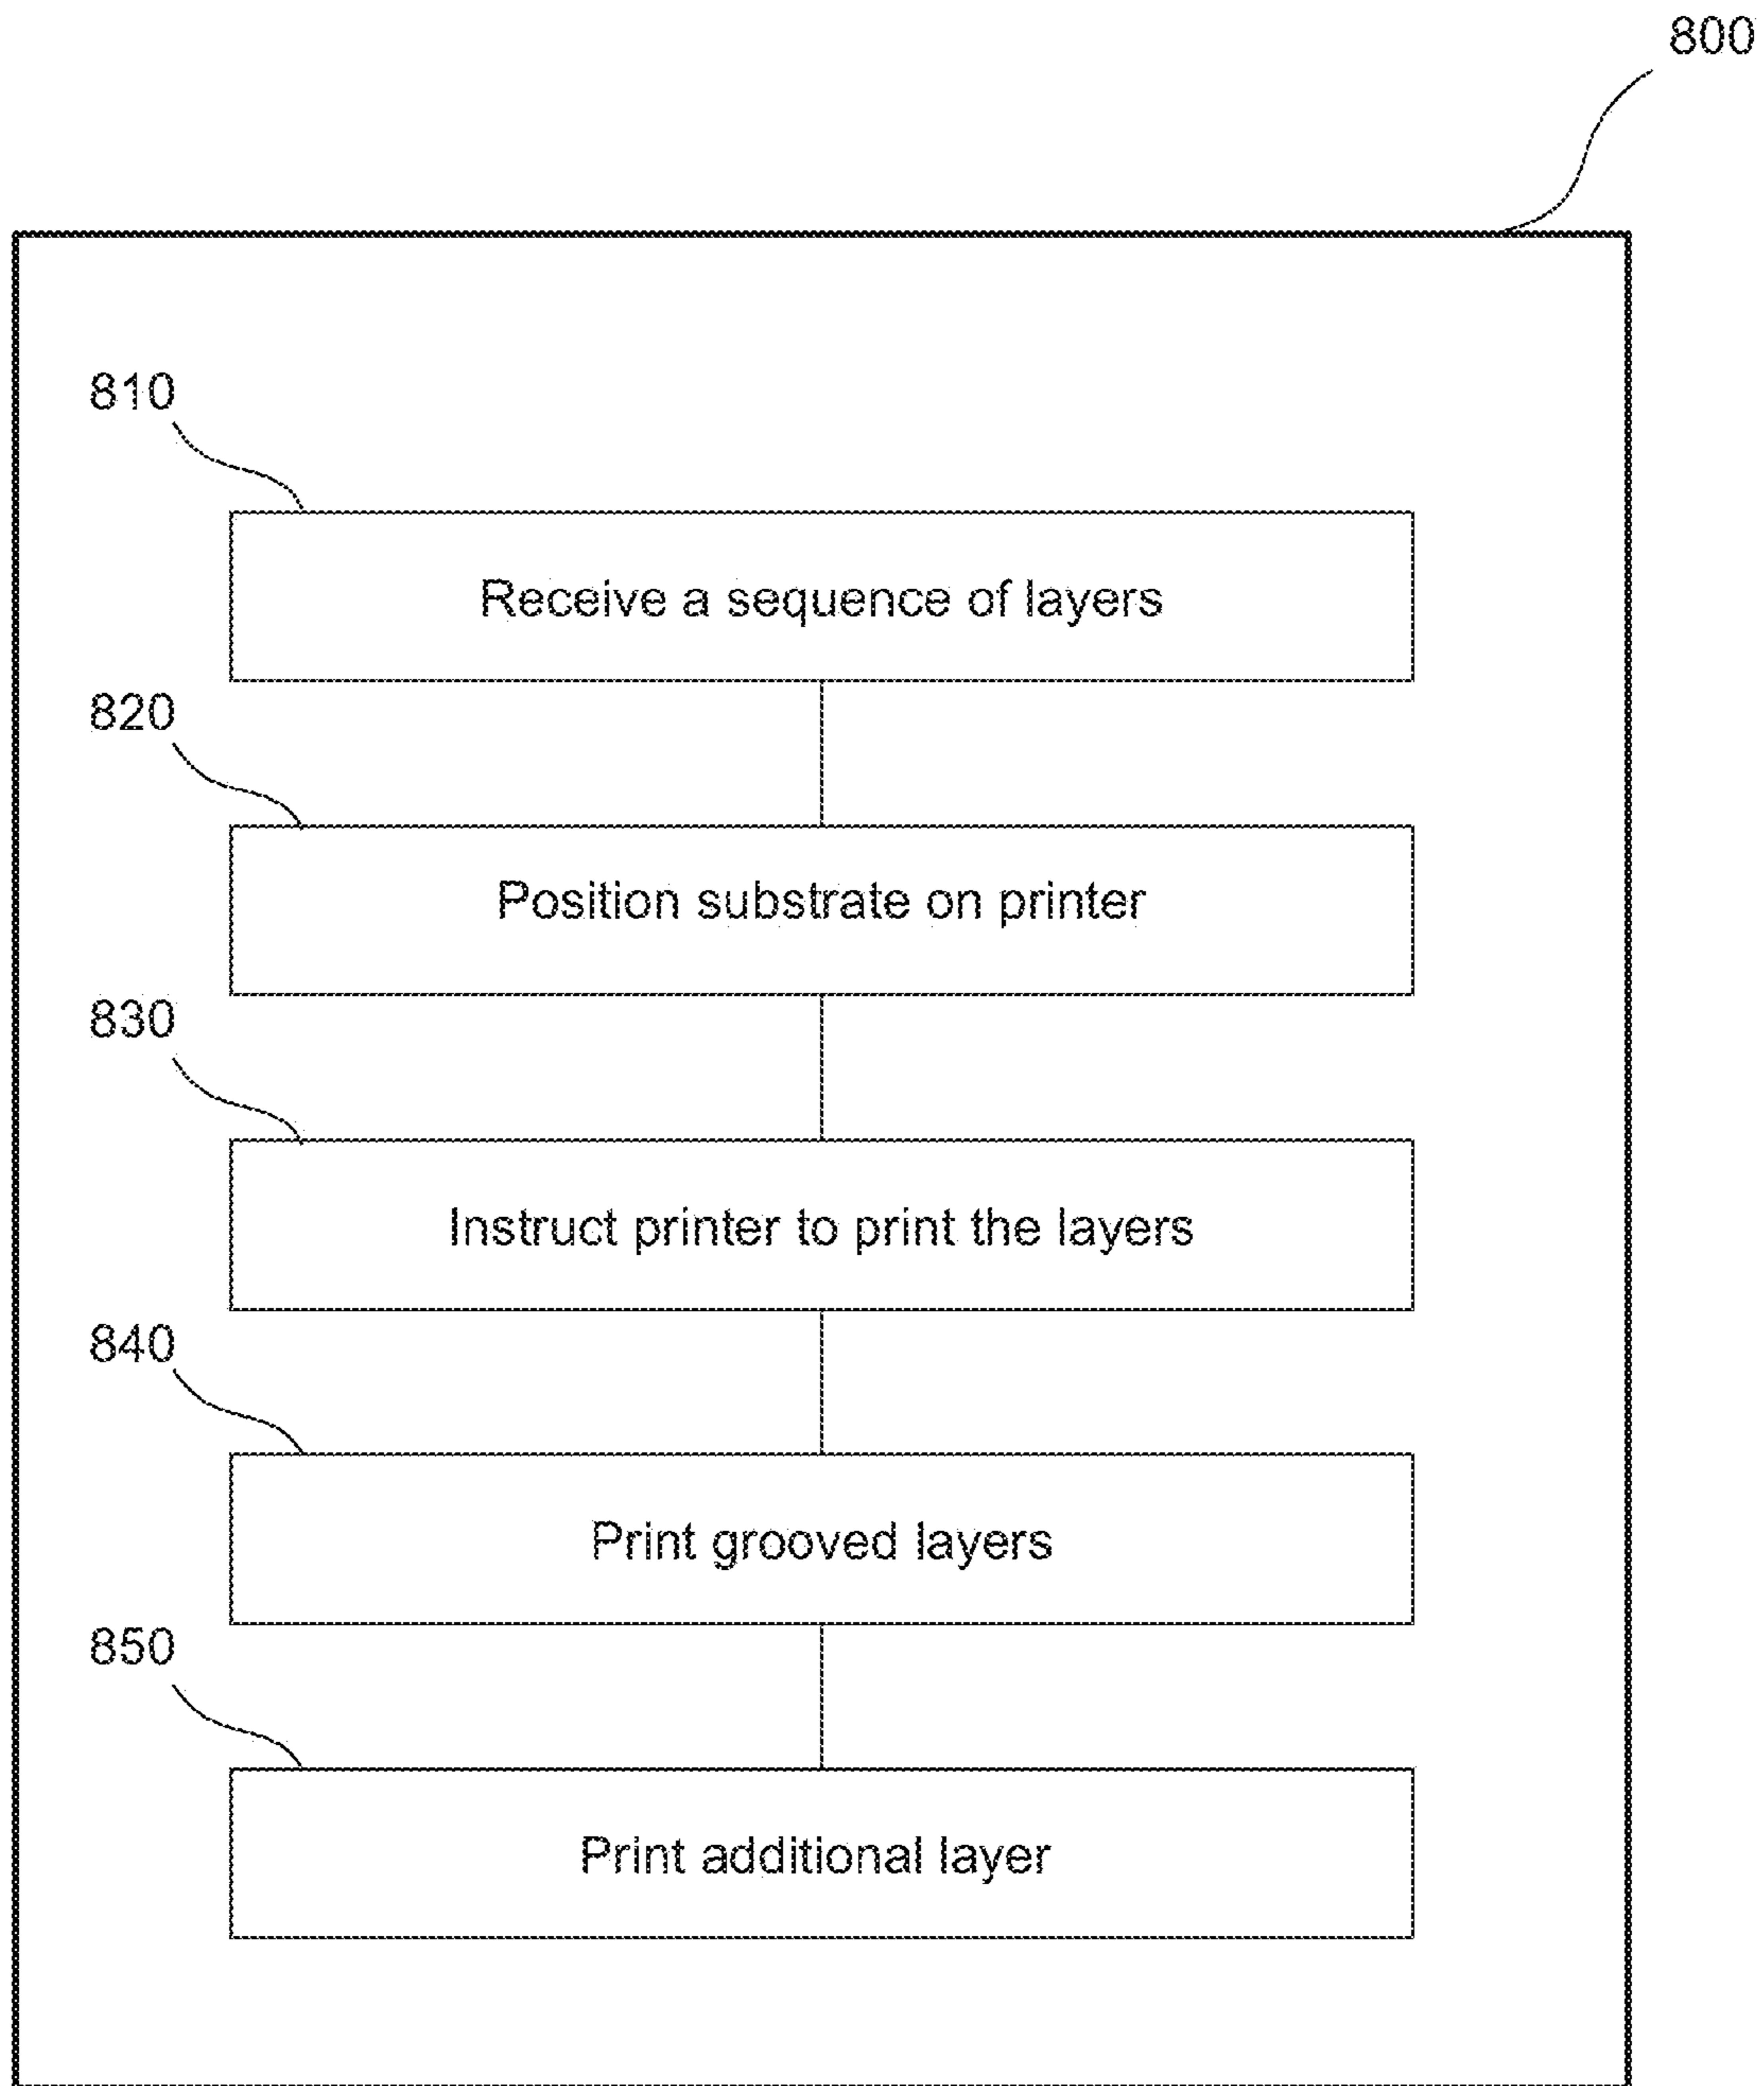 800
810
Receive a sequence of layers
820
Position substrate on printer
830
Instruct printer to print the layers
840
Print grooved layers
850
Print additional layer